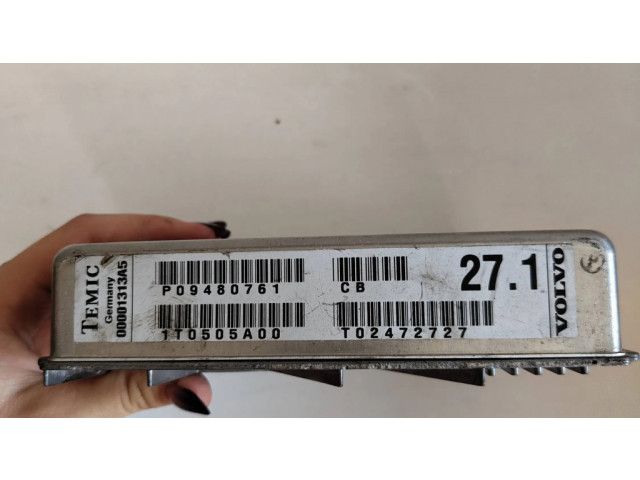 TEMIC
Germany
00001313A5
P09480761
CB
27.1
1T0505A00
T02472727
VOLVO